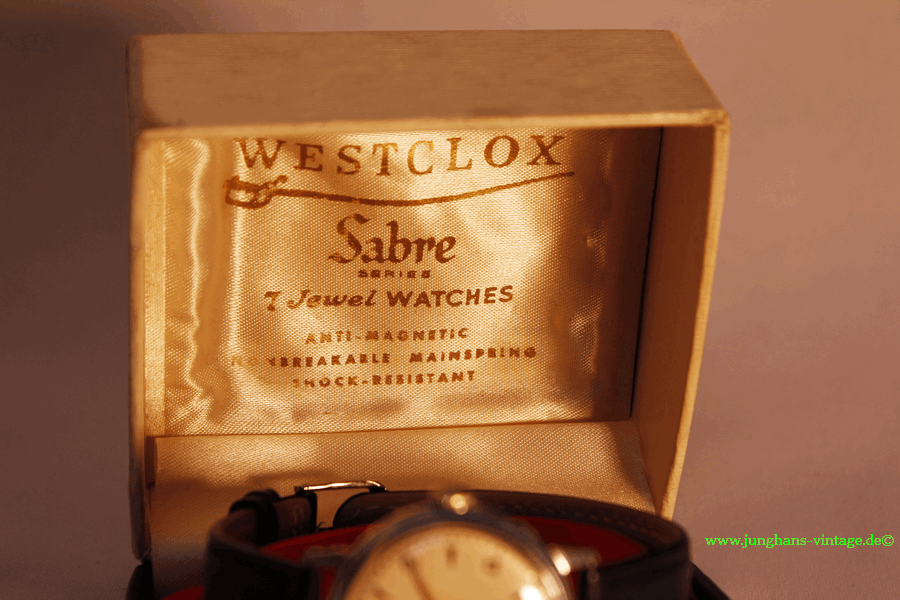 WESTCLOX
Sabre
SERIES
7 Jewel WATCHES
ANTI-MAGNETIC
NONBREAKABLE MAINSPRING
SHOCK-RESISTANT
www.junghans-vintage.de©